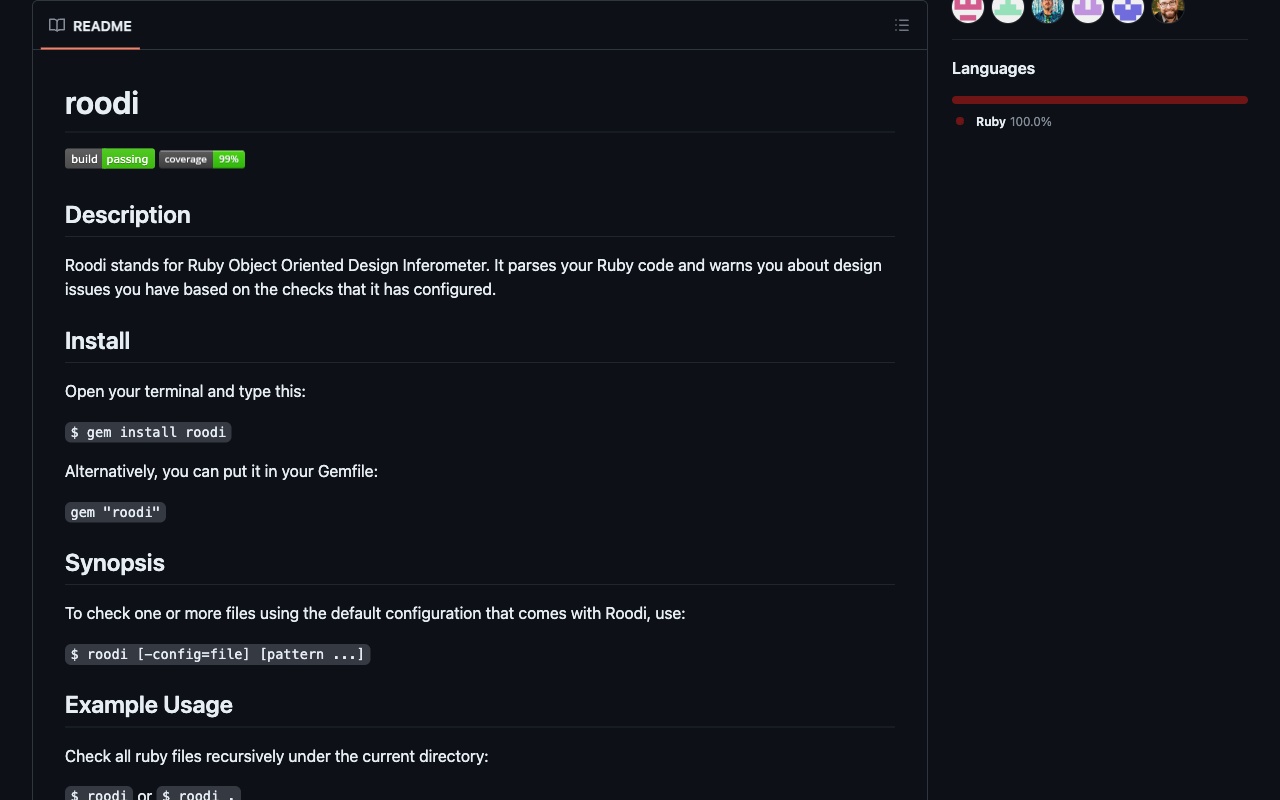 README
roodi
build passing coverage 99%
Description
Roodi stands for Ruby Object Oriented Design Inferometer. It parses your Ruby code and warns you about design
issues you have based on the checks that it has configured.
Install
Open your terminal and type this:
$ gem install roodi
Alternatively, you can put it in your Gemfile:
gem "roodi"
Synopsis
To check one or more files using the default configuration that comes with Roodi, use:
$ roodi [-config=file] [pattern ...]
Example Usage
Check all ruby files recursively under the current directory:
$ roodi or $ roodi .
Languages
Ruby 100.0%